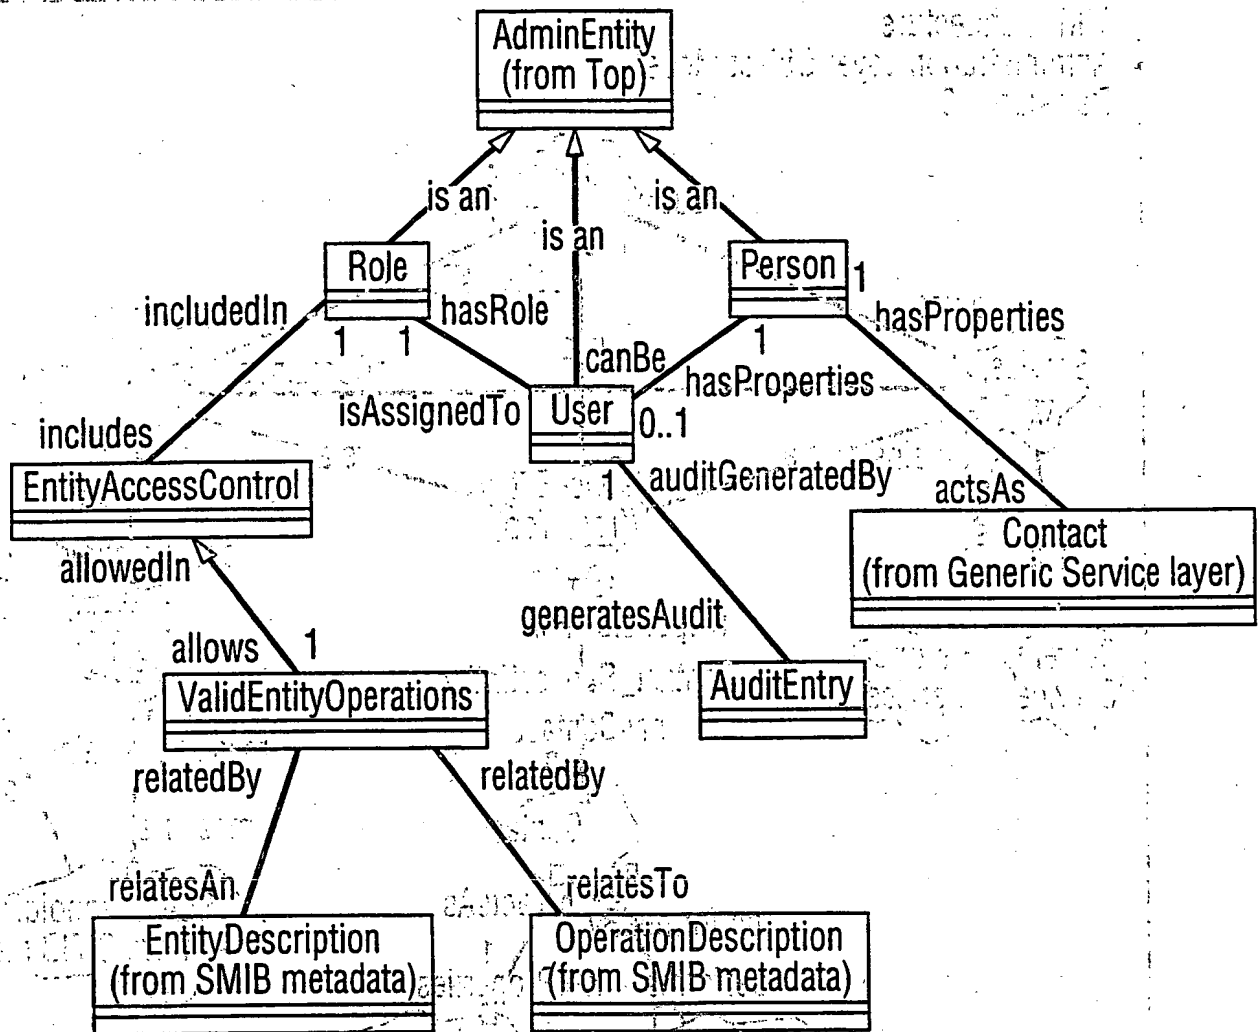 AdminEntity
(from Top)
is an
is an
is an
Role
Person
1
includedIn
hasRole
hasProperties
1
1
1
canBe
hasProperties
isAssignedTo
User
0..1
includes
EntityAccessControl
1
auditGeneratedBy
actsAs
Contact
(from Generic Service layer)
allowedIn
generatesAudit
allows
1
ValidEntityOperations
AuditEntry
relatedBy
relatedBy
relatesAn
relatesTo
EntityDescription
(from SMIB metadata)
OperationDescription
(from SMIB metadata)